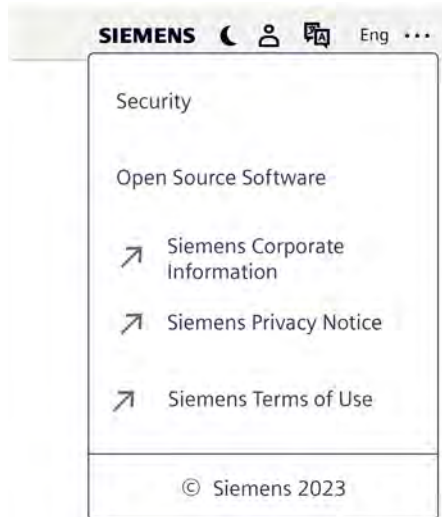 SIEMENS Eng ...
Security
Open Source Software
Siemens Corporate
Information
Siemens Privacy Notice
Siemens Terms of Use
© Siemens 2023